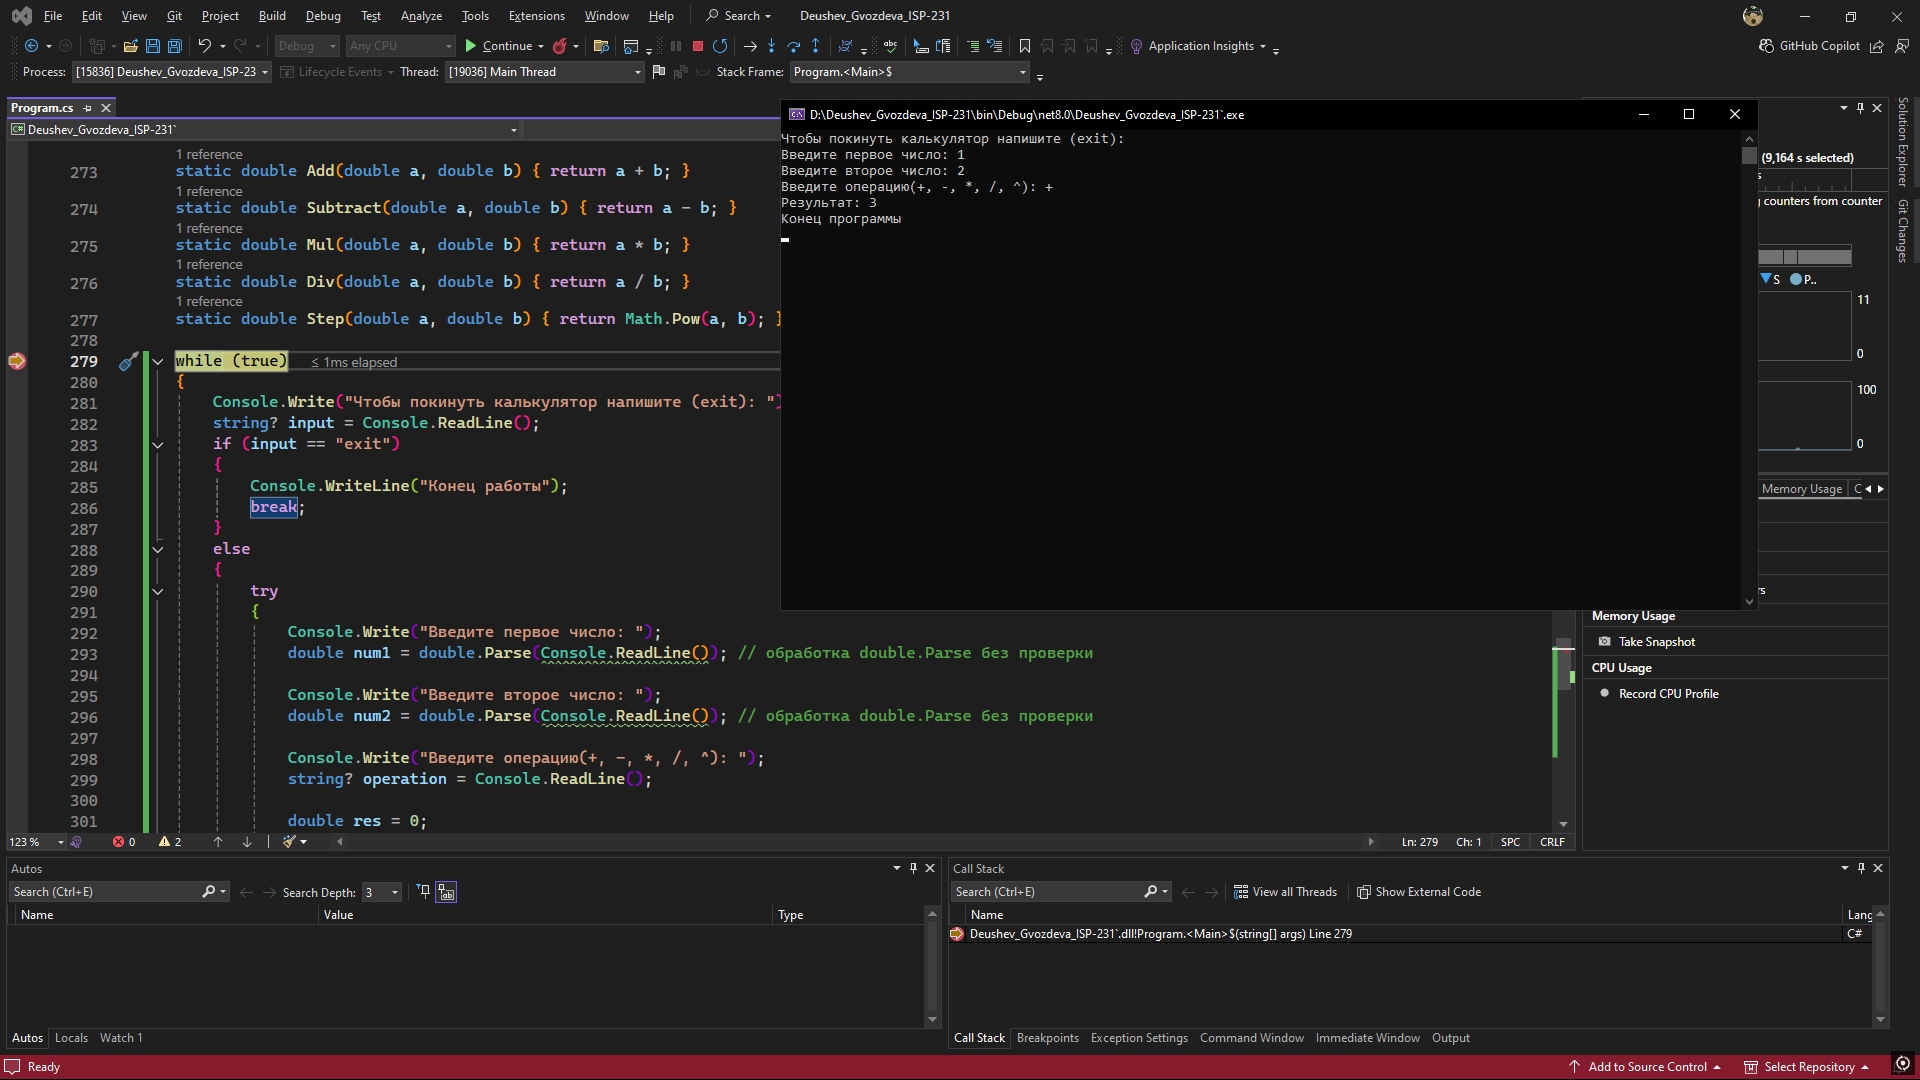 File Edit View Git Project Build Debug Test Analyze Tools Extensions Window Help Search Deushev_Gvozdeva_ISP-231
Debug Any CPU Continue Application Insights GitHub Copilot
Process: [15836] Deushev_Gvozdeva_ISP-23 Lifecycle Events Thread: [19036] Main Thread Stack Frame: Program.<Main>$
Program.cs
Deushev_Gvozdeva_ISP-231`
1 reference
273 static double Add(double a, double b) { return a + b; }
1 reference
274 static double Subtract(double a, double b) { return a - b; }
1 reference
275 static double Mul(double a, double b) { return a * b; }
1 reference
276 static double Div(double a, double b) { return a / b; }
1 reference
277 static double Step(double a, double b) { return Math.Pow(a, b); }
278
279 while (true) ≤ 1ms elapsed
280 {
281 Console.Write("Чтобы покинуть калькулятор напишите (exit): ")
282 string? input = Console.ReadLine();
283 if (input == "exit")
284 {
285 Console.WriteLine("Конец работы");
286 break;
287 }
288 else
289 {
290 try
291 {
292 Console.Write("Введите первое число: ");
293 double num1 = double.Parse(Console.ReadLine()); // обработка double.Parse без проверки
294
295 Console.Write("Введите второе число: ");
296 double num2 = double.Parse(Console.ReadLine()); // обработка double.Parse без проверки
297
298 Console.Write("Введите операцию(+, -, *, /, ^): ");
299 string? operation = Console.ReadLine();
300
301 double res = 0;
123 % 0 2 Ln: 279 Ch: 1 SPC CRLF
D:\Deushev_Gvozdeva_ISP-231\bin\Debug\net8.0\Deushev_Gvozdeva_ISP-231`.exe
Чтобы покинуть калькулятор напишите (exit):
Введите первое число: 1
Введите второе число: 2
Введите операцию(+, -, *, /, ^): +
Результат: 3
Конец программы
(9,164 s selected)
s
counters from counter
S P..
11
0
100
0
Memory Usage C
rs
Memory Usage
Take Snapshot
CPU Usage
Record CPU Profile
Solution Explorer
Git Changes
Autos
Search (Ctrl+E) Search Depth: 3
Name Value Type
Autos Locals Watch 1
Call Stack
Search (Ctrl+E) View all Threads Show External Code
Name Lang
Deushev_Gvozdeva_ISP-231`.dll!Program.<Main>$(string[] args) Line 279 C#
Call Stack Breakpoints Exception Settings Command Window Immediate Window Output
Ready Add to Source Control Select Repository